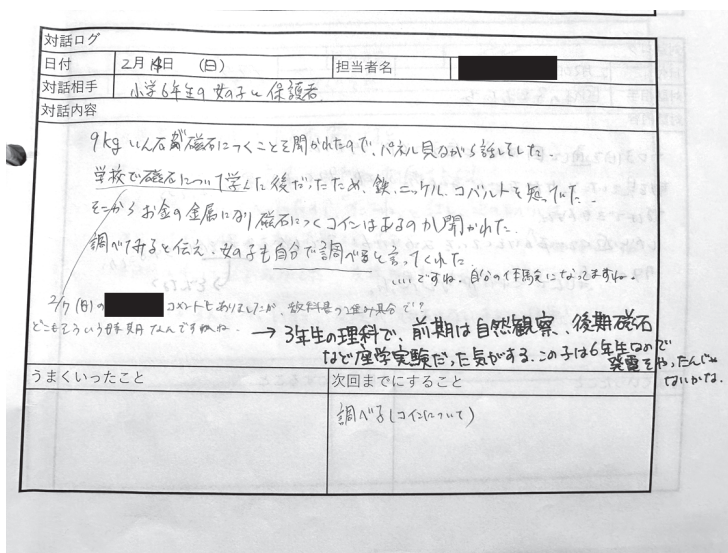 対話ログ
日付 2月14日 (日) 担当者名
対話相手 小学6年生の女の子と保護者
対話内容
9kgいん石が磁石につくことを聞かれたので、パネル見ながら話をした
学校で磁石について学んだ後だったため、鉄、ニッケル、コバルトを知っていた
そこからお金の金属になり磁石につくコインはあるのか聞かれた.
調べてみると伝え、女の子も自分で調べると言ってくれた.
いいですね。自分の体験になってますね。
2/7(日)の コメントもありましたが、教科書の進み具合で!?
どこもそういう時期なんですかね。
→3年生の理科で、前期は自然観察、後期磁石
など座学実験だった気がする。この子は6年生なので
発電をやったんじゃ
ないかな.
うまくいったこと 次回までにすること
調べる(コインについて)